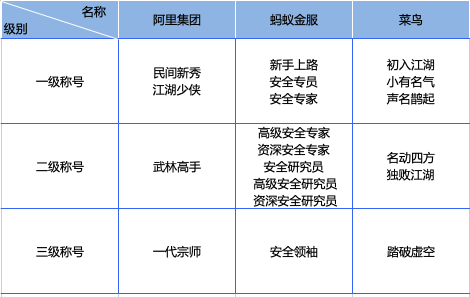 名称
级别
阿里集团
蚂蚁金服
菜鸟
一级称号
民间新秀
江湖少侠
新手上路
安全专员
安全专家
初入江湖
小有名气
声名鹊起
二级称号
武林高手
高级安全专家
资深安全专家
安全研究员
高级安全研究员
资深安全研究员
名动四方
独败江湖
三级称号
一代宗师
安全领袖
踏破虚空